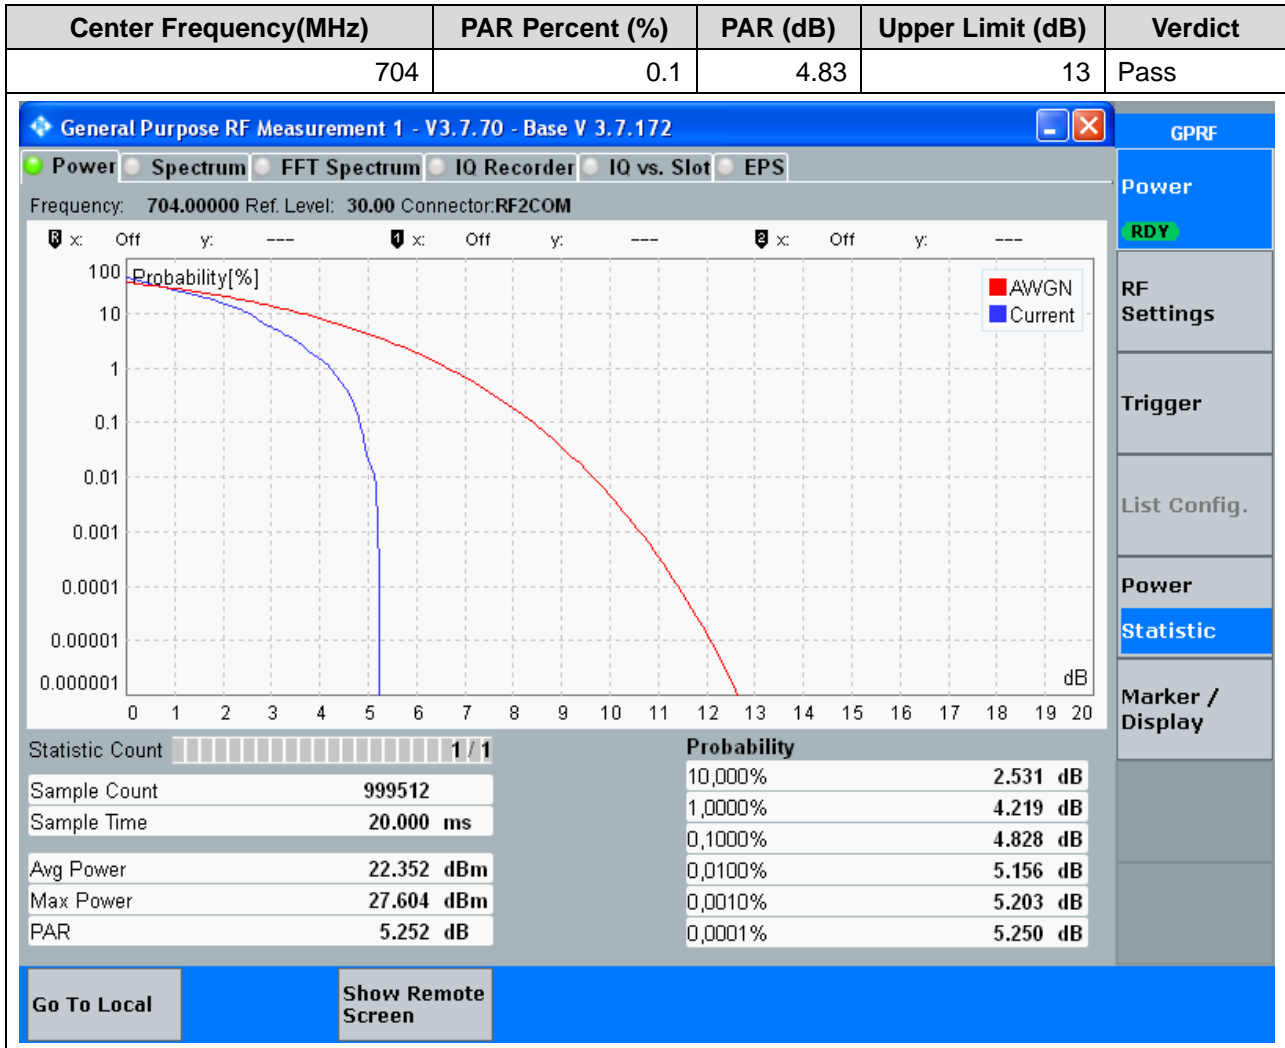 Center Frequency(MHz) PAR Percent (%) PAR (dB) Upper Limit (dB) Verdict
704 0.1 4.83 13 Pass
General Purpose RF Measurement 1 - V3.7.70 - Base V 3.7.172
GPRF
Power Spectrum FFT Spectrum IQ Recorder IQ vs. Slot EPS
Frequency: 704.00000 Ref. Level: 30.00 Connector:RF2COM
R x: Off y: --- 1 x: Off y: --- 2 x: Off y: ---
Probability[%]
AWGN
Current
100
10
1
0.1
0.01
0.001
0.0001
0.00001
0.000001
dB
0 1 2 3 4 5 6 7 8 9 10 11 12 13 14 15 16 17 18 19 20
Statistic Count 1 / 1
Sample Count 999512
Sample Time 20.000 ms
Avg Power 22.352 dBm
Max Power 27.604 dBm
PAR 5.252 dB
Probability
10,000% 2.531 dB
1,0000% 4.219 dB
0,1000% 4.828 dB
0,0100% 5.156 dB
0,0010% 5.203 dB
0,0001% 5.250 dB
Power
RDY
RF
Settings
Trigger
List Config.
Power
Statistic
Marker /
Display
Go To Local
Show Remote
Screen